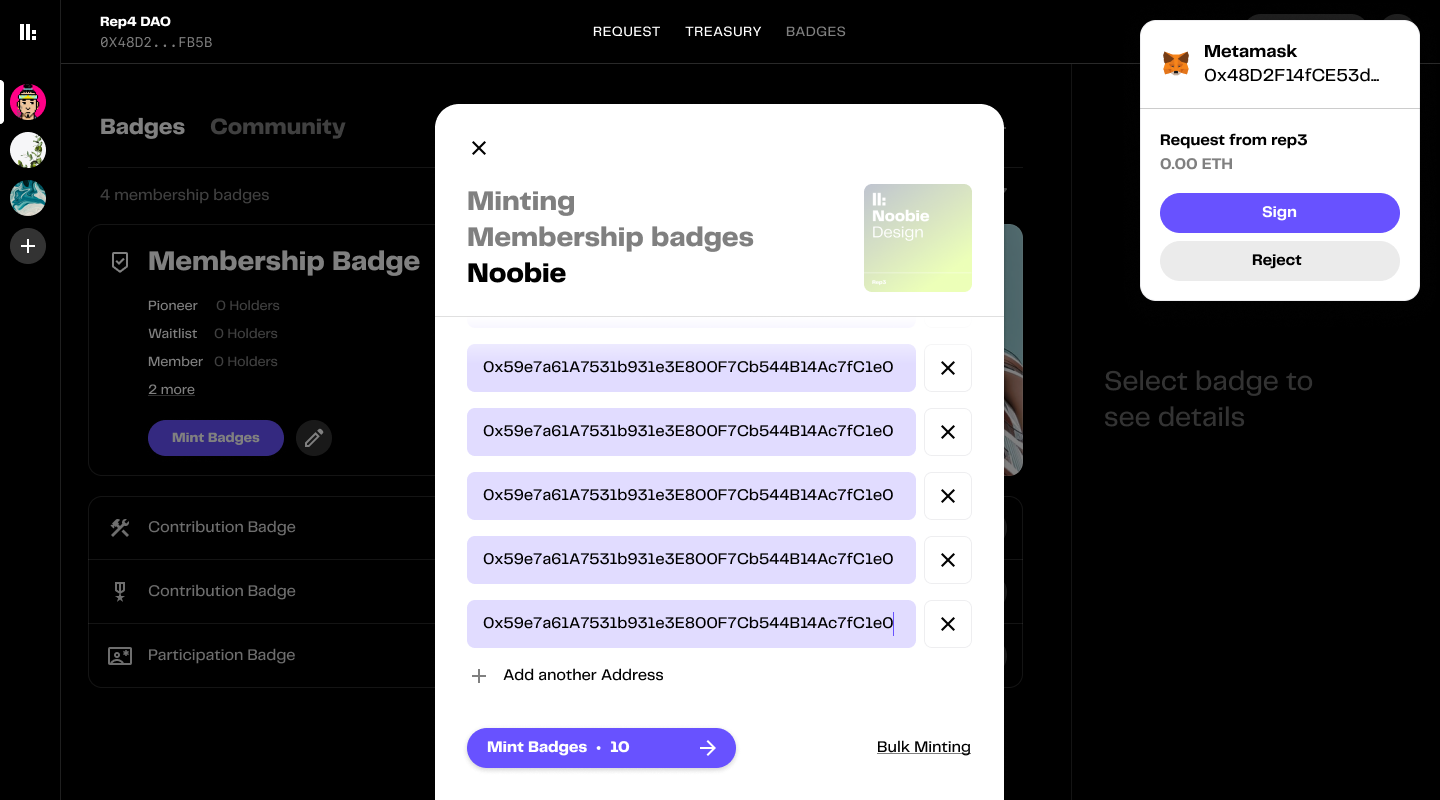 Rep4 DAO
0X48D2...FB5B
REQUEST
TREASURY
BADGES
Badges
Community
4 membership badges
Membership Badge
Pioneer 0 Holders
Waitlist 0 Holders
Member 0 Holders
2 more
Mint Badges
Contribution Badge
Contribution Badge
Participation Badge
Minting
Membership badges
Noobie
Noobie
Design
Rep3
0x59e7a61A7531b931e3E800F7Cb544B14Ac7fC1e0
0x59e7a61A7531b931e3E800F7Cb544B14Ac7fC1e0
0x59e7a61A7531b931e3E800F7Cb544B14Ac7fC1e0
0x59e7a61A7531b931e3E800F7Cb544B14Ac7fC1e0
0x59e7a61A7531b931e3E800F7Cb544B14Ac7fC1e0
Add another Address
Mint Badges • 10
Bulk Minting
Metamask
0x48D2F14fCE53d...
Request from rep3
0.00 ETH
Sign
Reject
Select badge to
see details